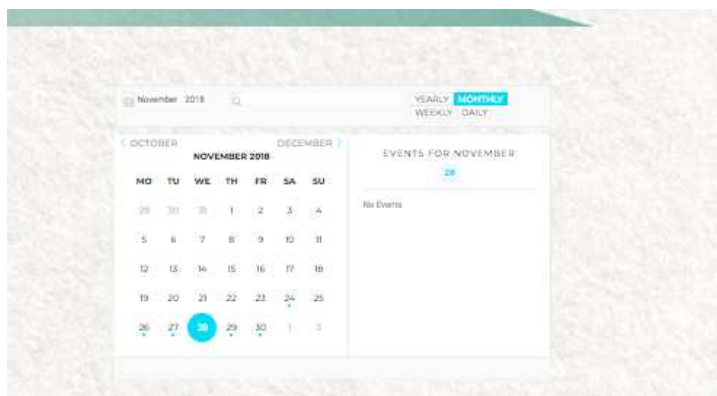 November 2018
YEARLY MONTHLY
WEEKLY DAILY
< OCTOBER DECEMBER >
NOVEMBER 2018
MO TU WE TH FR SA SU
29 30 31 1 2 3 4
5 6 7 8 9 10 11
12 13 14 15 16 17 18
19 20 21 22 23 24 25
26 27 28 29 30 1 2
EVENTS FOR NOVEMBER
28
No Events